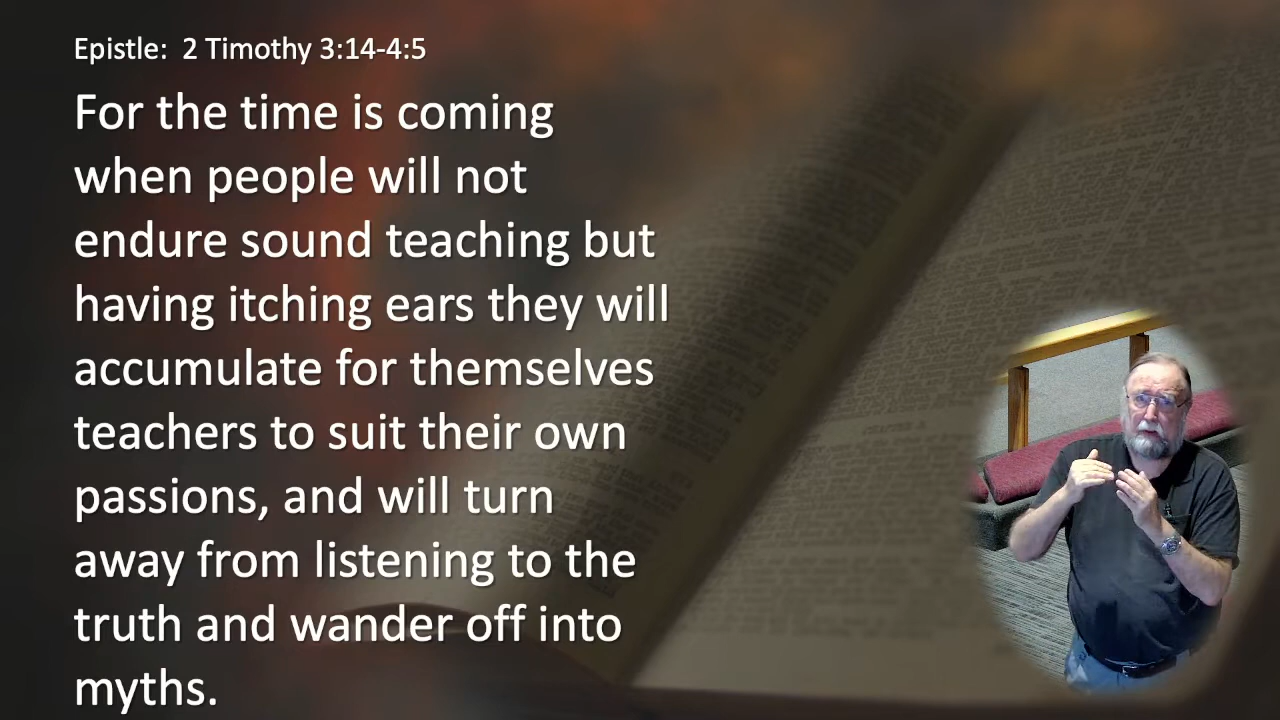 Epistle:  2 Timothy 3:14-4:5
For the time is coming
when people will not
endure sound teaching but
having itching ears they will
accumulate for themselves
teachers to suit their own
passions, and will turn
away from listening to the
truth and wander off into
myths.